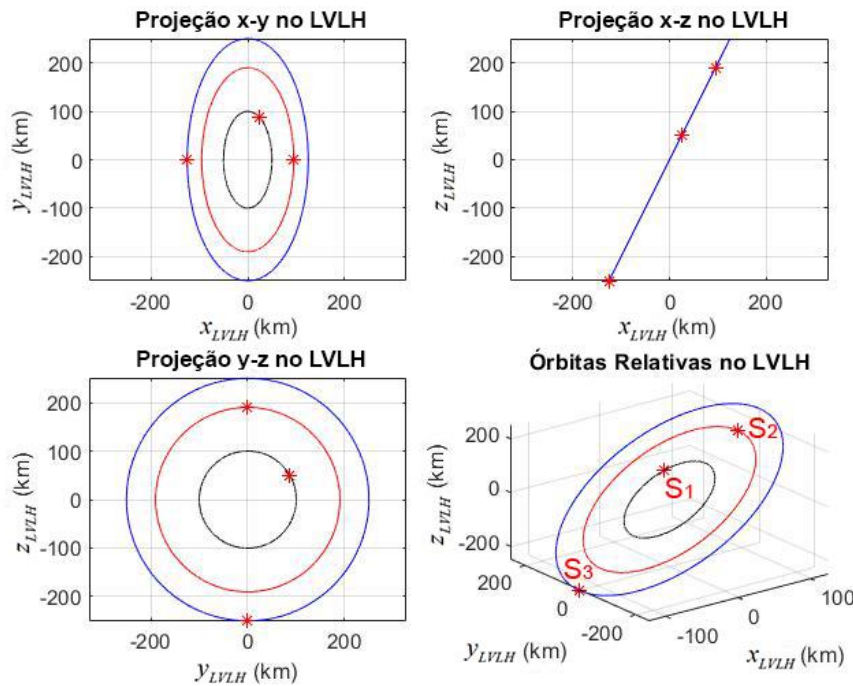 Projeção x-y no LVLH
200
100
0
-100
-200
-200 0 200
y_LVLH (km)
x_LVLH (km)
Projeção x-z no LVLH
200
100
0
-100
-200
-200 0 200
z_LVLH (km)
x_LVLH (km)
Projeção y-z no LVLH
200
100
0
-100
-200
-200 0 200
z_LVLH (km)
y_LVLH (km)
Órbitas Relativas no LVLH
200
0
-200
z_LVLH (km)
S1
S2
S3
200
0
-200
y_LVLH (km)
-100
0
100
x_LVLH (km)